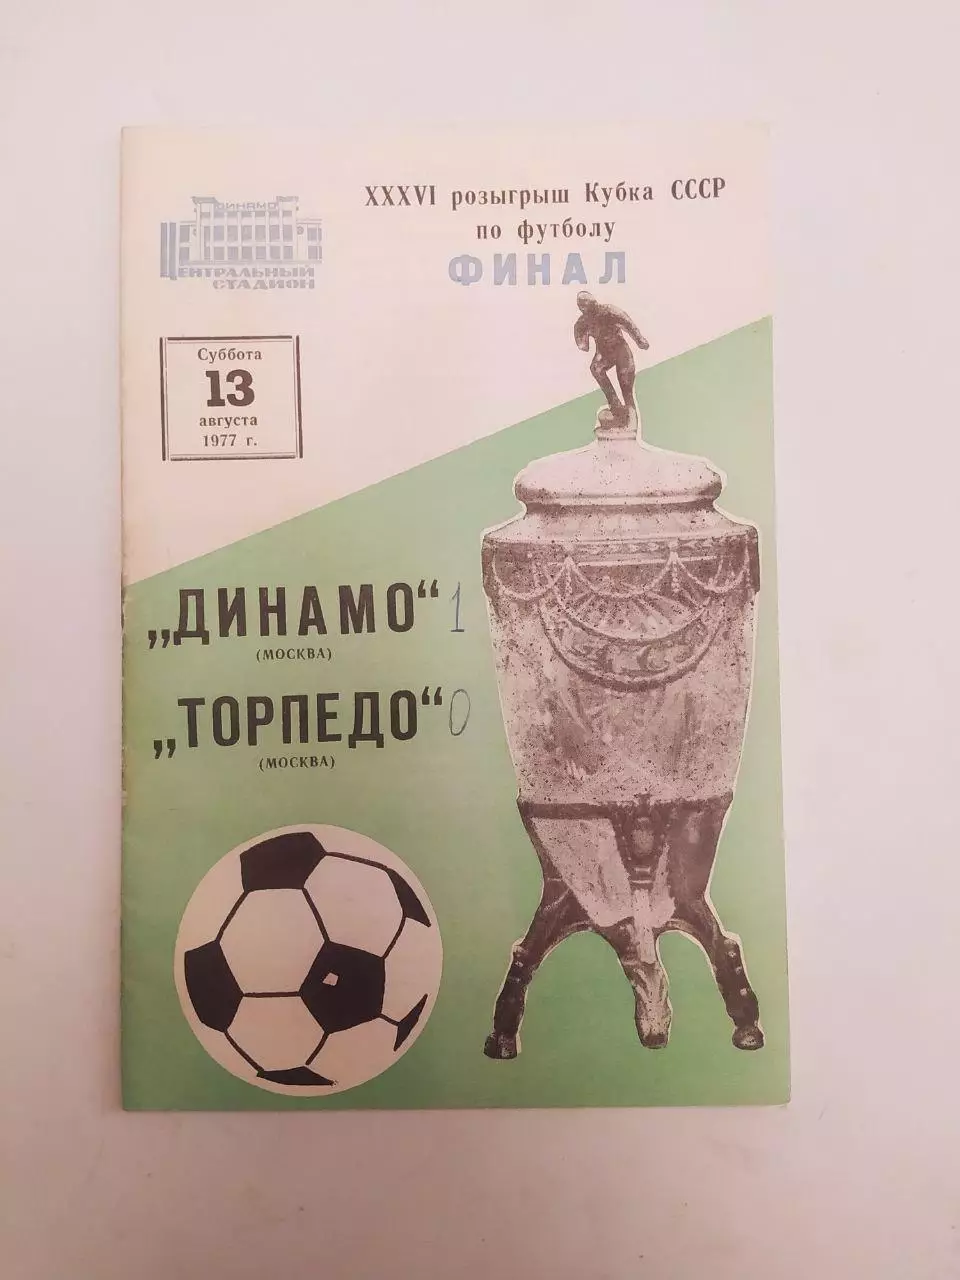 ДИНАМО
ЦЕНТРАЛЬНЫЙ
СТАДИОН
XXXVI розыгрыш Кубка СССР
по футболу
ФИНАЛ
Суббота
13
августа
1977 г.
„ДИНАМО“ 1
(МОСКВА)
„ТОРПЕДО“ 0
(МОСКВА)